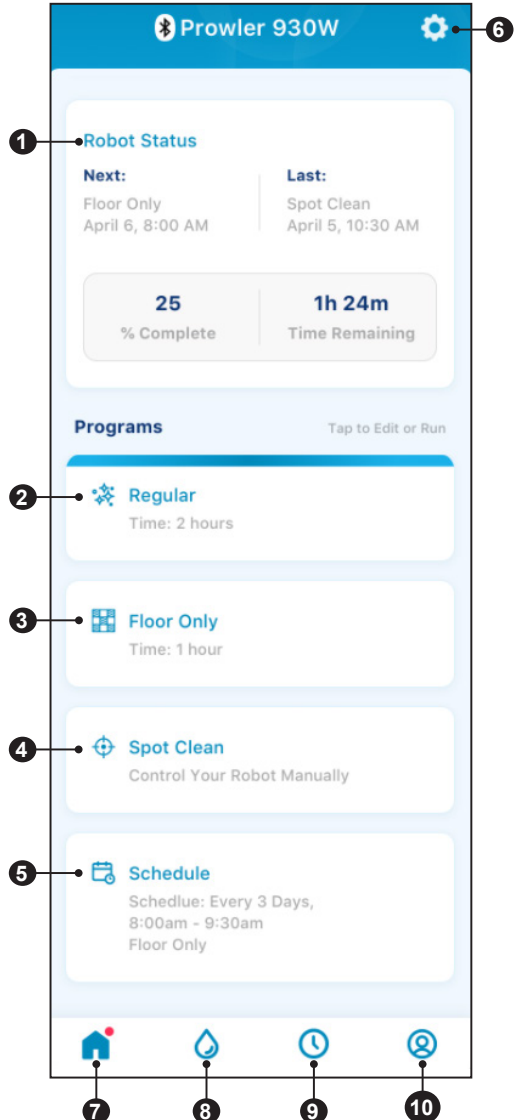 Prowler 930W
6
1
Robot Status
Next:
Last:
Floor Only
Spot Clean
April 6, 8:00 AM
April 5, 10:30 AM
25
1h 24m
% Complete
Time Remaining
Programs
Tap to Edit or Run
2
Regular
Time: 2 hours
3
Floor Only
Time: 1 hour
4
Spot Clean
Control Your Robot Manually
5
Schedule
Schedlue: Every 3 Days,
8:00am - 9:30am
Floor Only
7
8
9
10